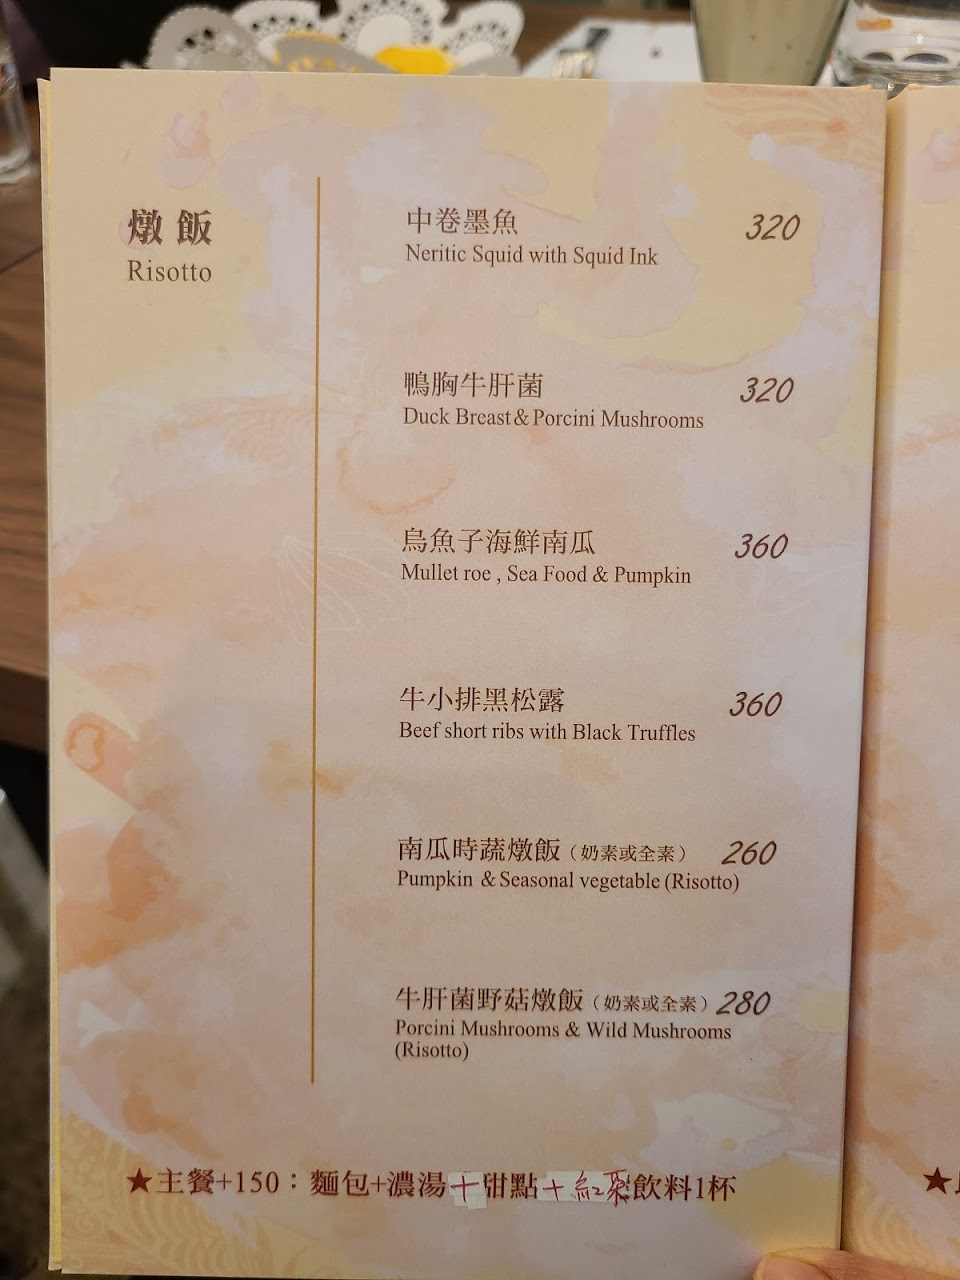 燉飯
Risotto
中卷墨魚 320
Neritic Squid with Squid Ink
鴨胸牛肝菌 320
Duck Breast & Porcini Mushrooms
烏魚子海鮮南瓜 360
Mullet roe , Sea Food & Pumpkin
牛小排黑松露 360
Beef short ribs with Black Truffles
南瓜時蔬燉飯（奶素或全素） 260
Pumpkin & Seasonal vegetable (Risotto)
牛肝菌野菇燉飯（奶素或全素） 280
Porcini Mushrooms & Wild Mushrooms
(Risotto)
★主餐+150：麵包+濃湯+甜點+紅惄飲料1杯